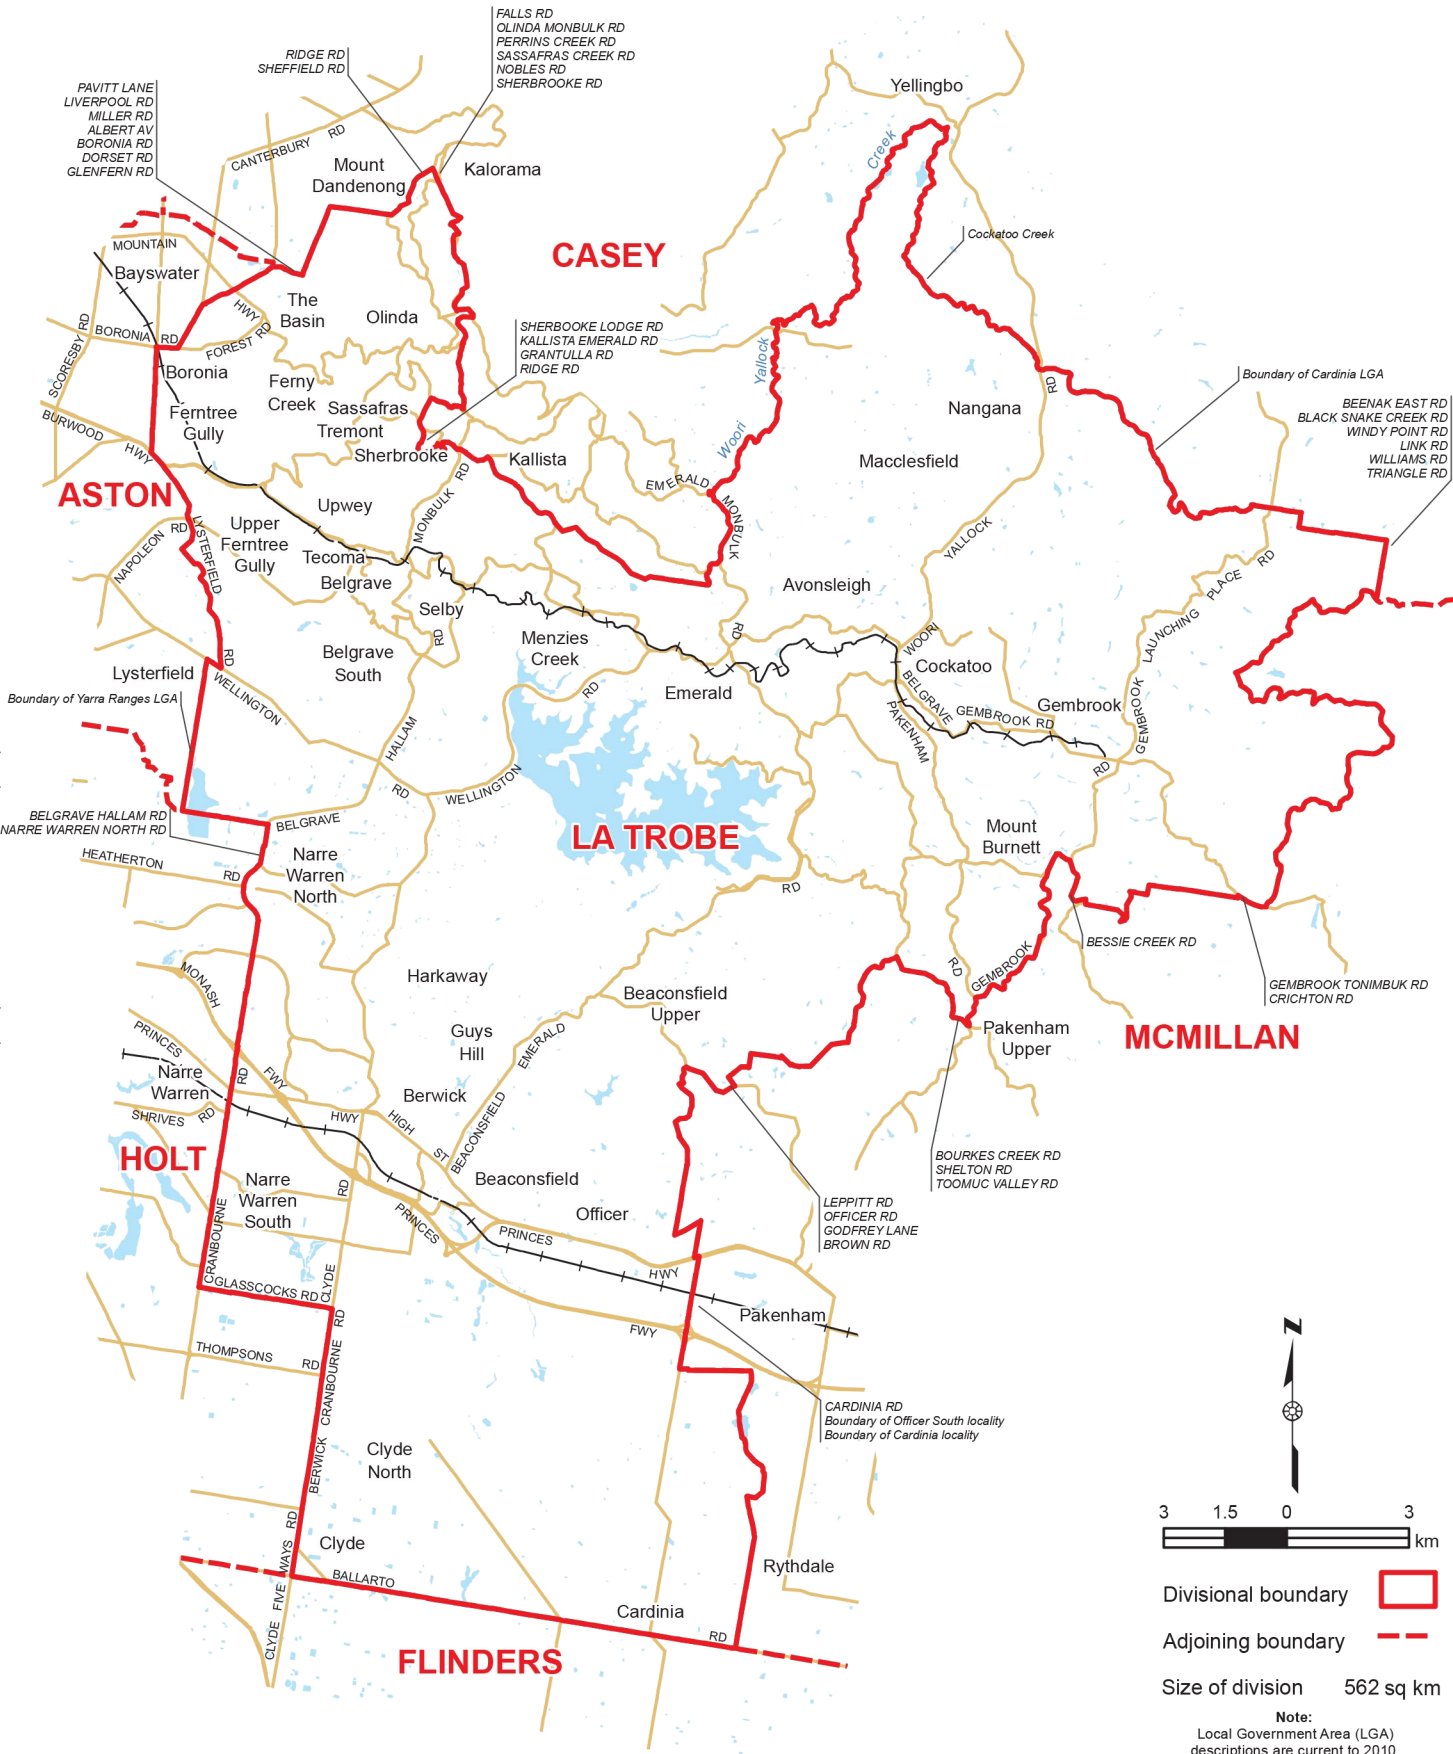 FALLS RD
OLINDA MONBULK RD
PERRINS CREEK RD
SASSAFRAS CREEK RD
NOBLES RD
SHERBROOKE RD
RIDGE RD
SHEFFIELD RD
PAVITT LANE
LIVERPOOL RD
MILLER RD
ALBERT AV
BORONIA RD
DORSET RD
GLENFERN RD
CANTERBURY RD
Mount
Dandenong
Kalorama
Yellingbo
Creek
Cockatoo Creek
CASEY
MOUNTAIN
HWY
Bayswater
The
Basin
Olinda
SCORESBY RD
BORONIA RD
FOREST RD
SHERBOOKE LODGE RD
KALLISTA EMERALD RD
GRANTULLA RD
RIDGE RD
Yallock
Woori
Boundary of Cardinia LGA
BEENAK EAST RD
BLACK SNAKE CREEK RD
WINDY POINT RD
LINK RD
WILLIAMS RD
TRIANGLE RD
Boronia
Ferny
Creek
Sassafras
Tremont
Ferntree
Gully
BURWOOD
HWY
Sherbrooke
Kallista
Nangana
RD
Macclesfield
ASTON
EMERALD
MONBULK
RD
Upwey
MONBULK RD
Upper
Ferntree
Gully
NAPOLEON RD
LYSTERFIELD
RD
Tecoma
Belgrave
Selby
RD
YALLOCK
WOORI
Avonsleigh
LAUNCHING PLACE RD
GEMBROOK
Menzies
Creek
Belgrave
South
Lysterfield
Boundary of Yarra Ranges LGA
WELLINGTON
RD
HALLAM
WELLINGTON
RD
Emerald
Cockatoo
BELGRAVE
GEMBROOK RD
PAKENHAM
Gembrook
RD
BELGRAVE HALLAM RD
NARRE WARREN NORTH RD
BELGRAVE
HEATHERTON
RD
Narre
Warren
North
LA TROBE
Mount
Burnett
RD
BESSIE CREEK RD
GEMBROOK TONIMBUK RD
CRICHTON RD
GEMBROOK
RD
MONASH
FWY
Harkaway
Beaconsfield
Upper
Guys
Hill
EMERALD
BEACONSFIELD
Pakenham
Upper
MCMILLAN
PRINCES
HWY
Narre
Warren
RD
SHRIVES RD
Berwick
HIGH
ST
HOLT
BOURKES CREEK RD
SHELTON RD
TOOMUC VALLEY RD
LEPPITT RD
OFFICER RD
GODFREY LANE
BROWN RD
Narre
Warren
South
RD
CLYDE
CRANBOURNE
Beaconsfield
Officer
PRINCES
PRINCES
HWY
FWY
GLASSCOCKS RD
Pakenham
THOMPSONS RD
RD
CRANBOURNE
BERWICK
CARDINIA RD
Boundary of Officer South locality
Boundary of Cardinia locality
Clyde
North
Clyde
RD
WAYS
FIVE
CLYDE
BALLARTO
RD
Cardinia
Rythdale
FLINDERS
Z
3 1.5 0 3
km
Divisional boundary
Adjoining boundary
Size of division 562 sq km
Note:
Local Government Area (LGA)
descriptions are current to 2010